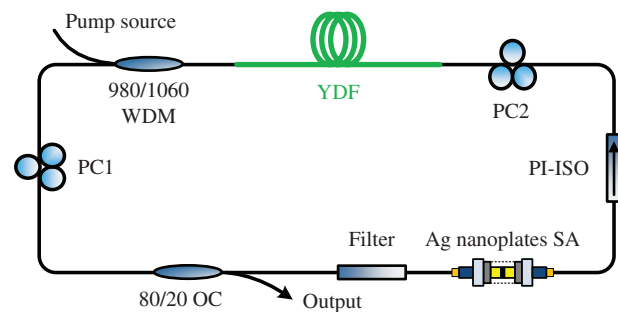 Pump source
980/1060
WDM
YDF
PC2
PC1
PI-ISO
Filter
Ag nanoplates SA
80/20 OC
Output